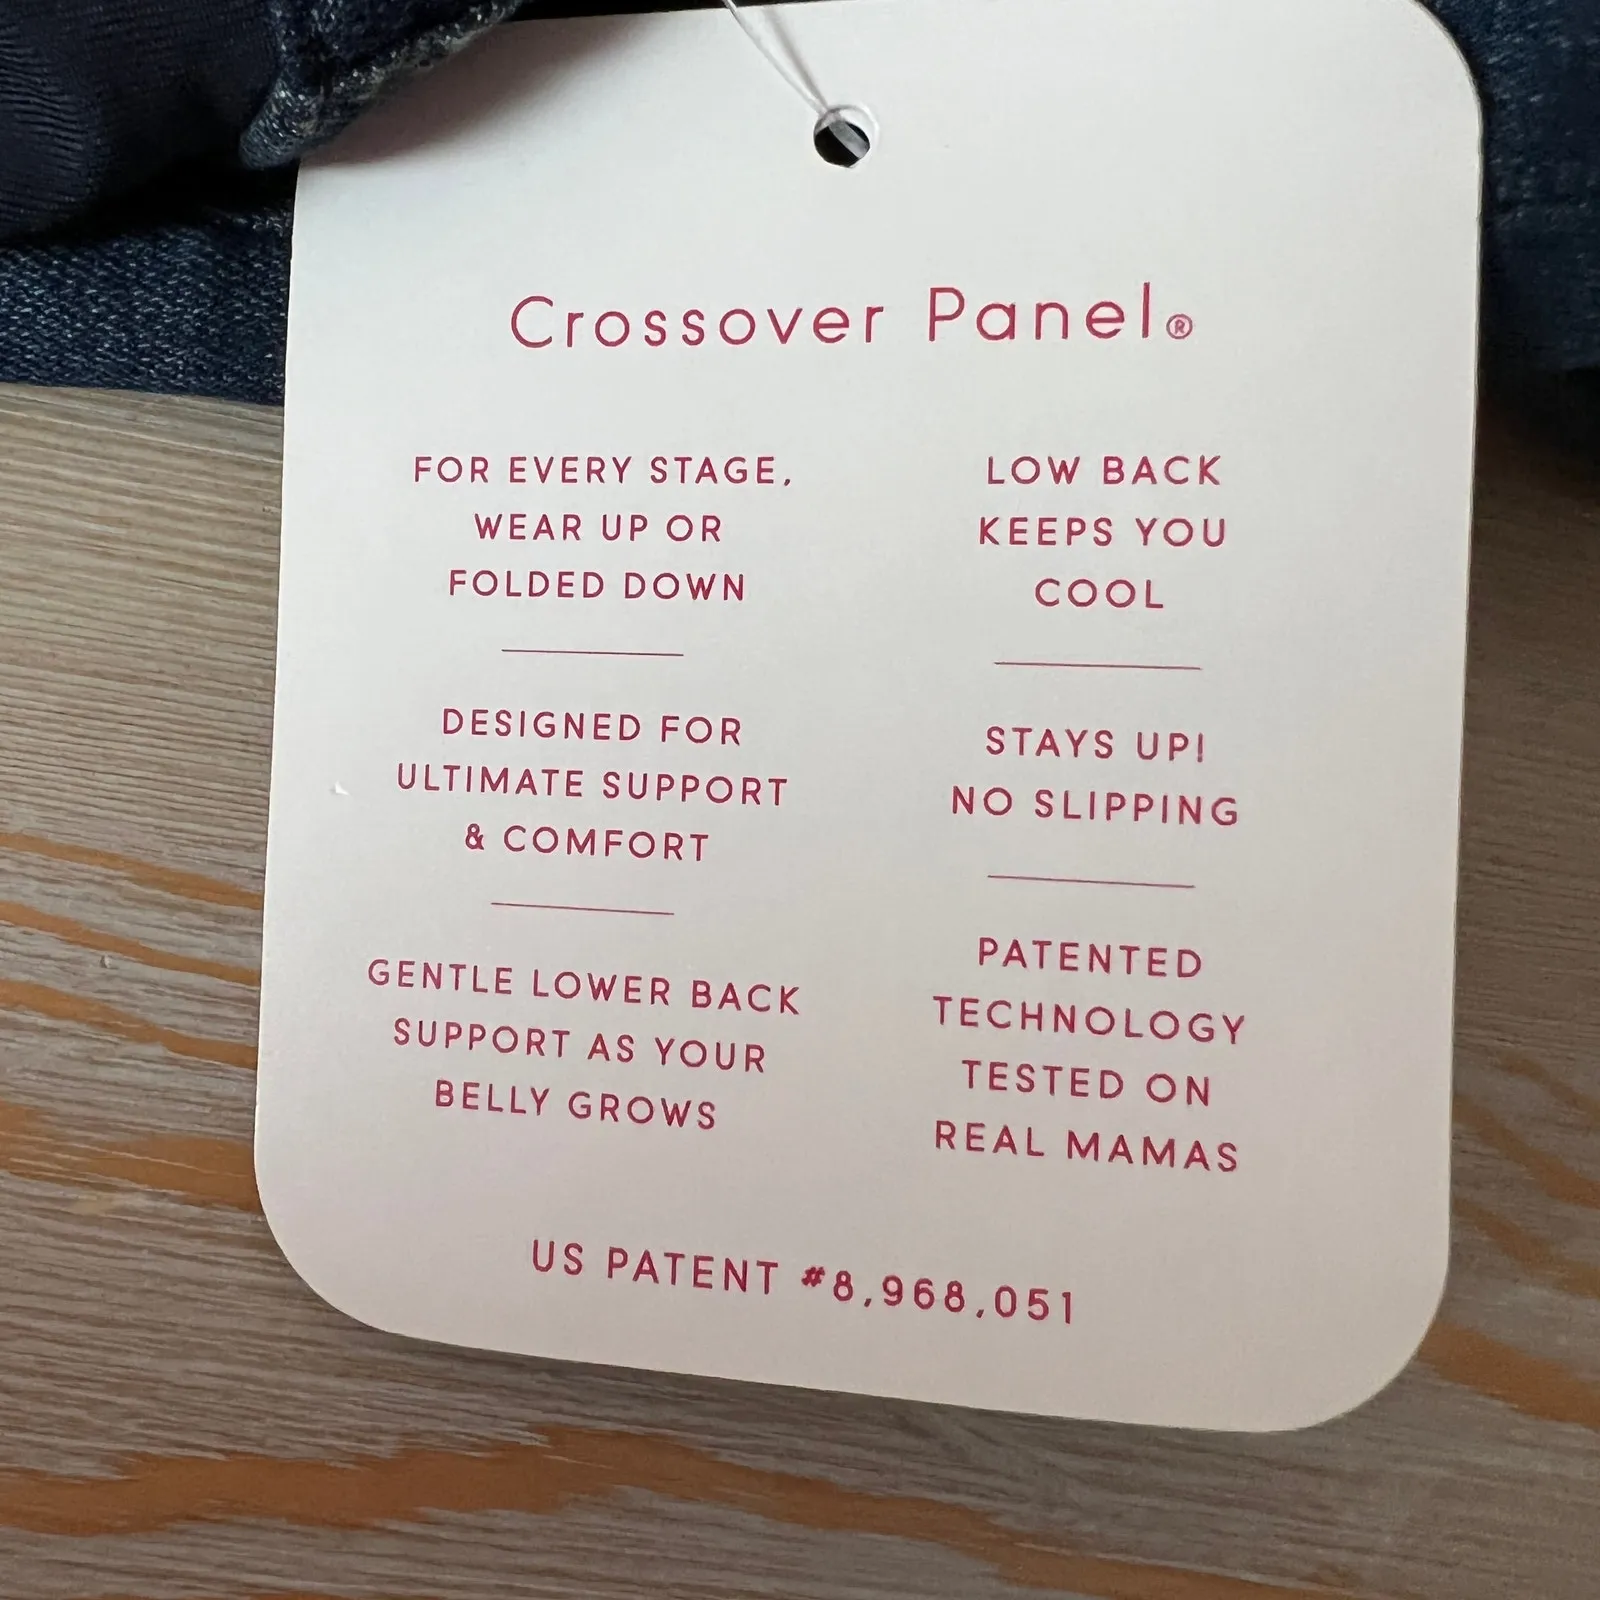 Crossover Panel®
FOR EVERY STAGE,
WEAR UP OR
FOLDED DOWN
DESIGNED FOR
ULTIMATE SUPPORT
& COMFORT
GENTLE LOWER BACK
SUPPORT AS YOUR
BELLY GROWS
LOW BACK
KEEPS YOU
COOL
STAYS UP!
NO SLIPPING
PATENTED
TECHNOLOGY
TESTED ON
REAL MAMAS
US PATENT #8,968,051